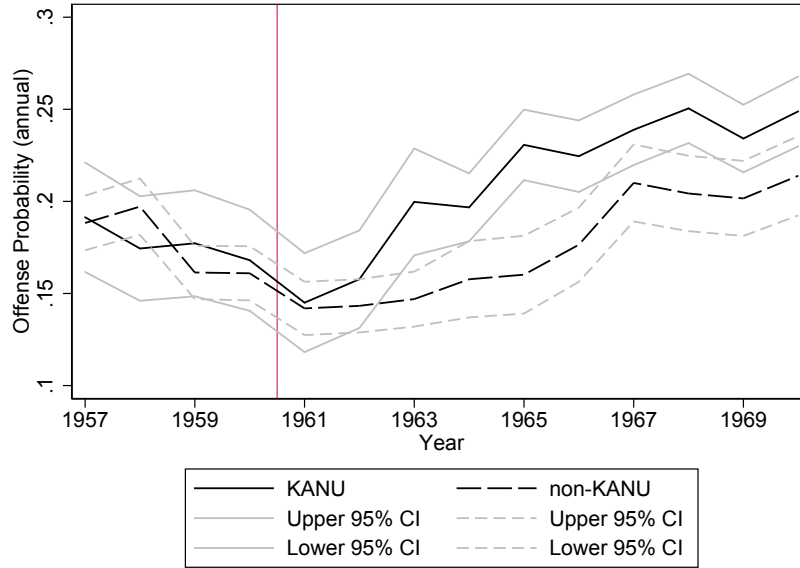 .3
.25
.2
.15
.1
Offense Probability (annual)
1957 1959 1961 1963 1965 1967 1969
Year
KANU non-KANU
Upper 95% CI Upper 95% CI
Lower 95% CI Lower 95% CI